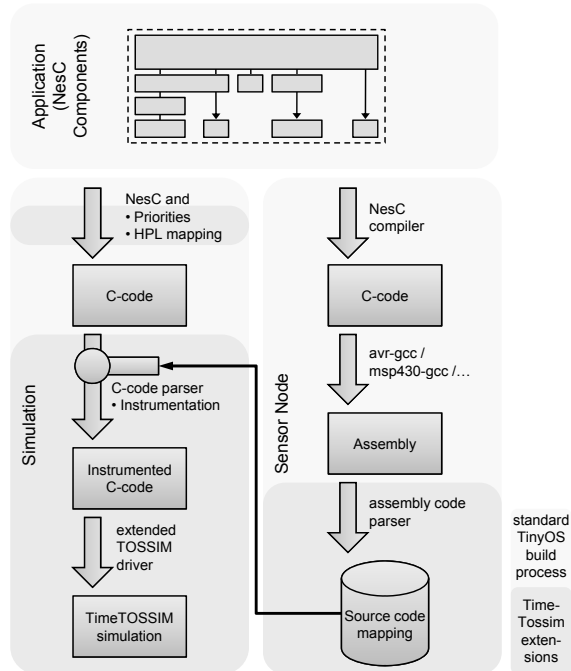 Application
(NesC
Components)
NesC and
• Priorities
• HPL mapping
C-code
C-code parser
• Instrumentation
Simulation
Instrumented
C-code
extended
TOSSIM
driver
TimeTOSSIM
simulation
NesC
compiler
C-code
avr-gcc /
msp430-gcc /...
Sensor Node
Assembly
assembly code
parser
Source code
mapping
standard
TinyOS
build
process
Time-
Tossim
exten-
sions